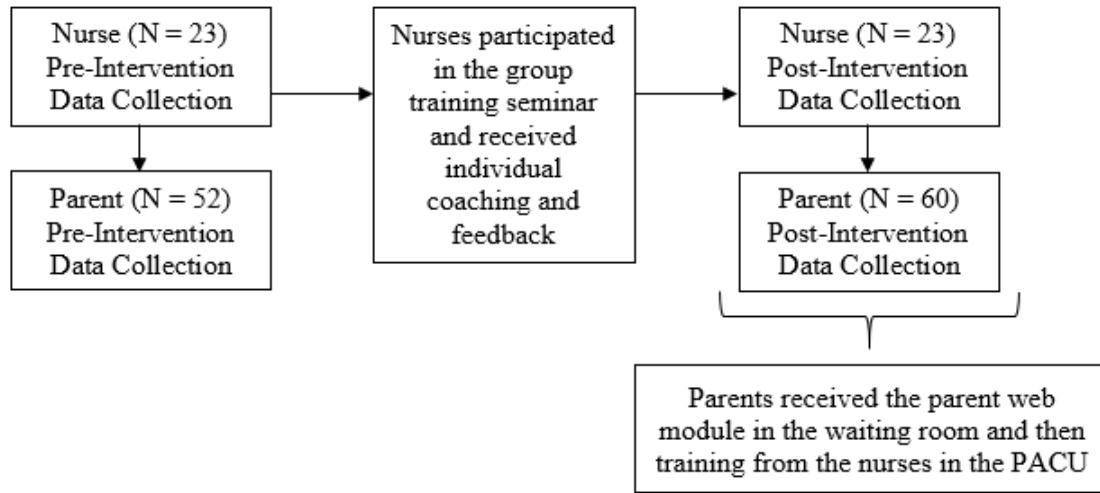 Nurse (N = 23)
Pre-Intervention
Data Collection
Parent (N = 52)
Pre-Intervention
Data Collection
Nurses participated
in the group
training seminar
and received
individual
coaching and
feedback
Nurse (N = 23)
Post-Intervention
Data Collection
Parent (N = 60)
Post-Intervention
Data Collection
Parents received the parent web
module in the waiting room and then
training from the nurses in the PACU